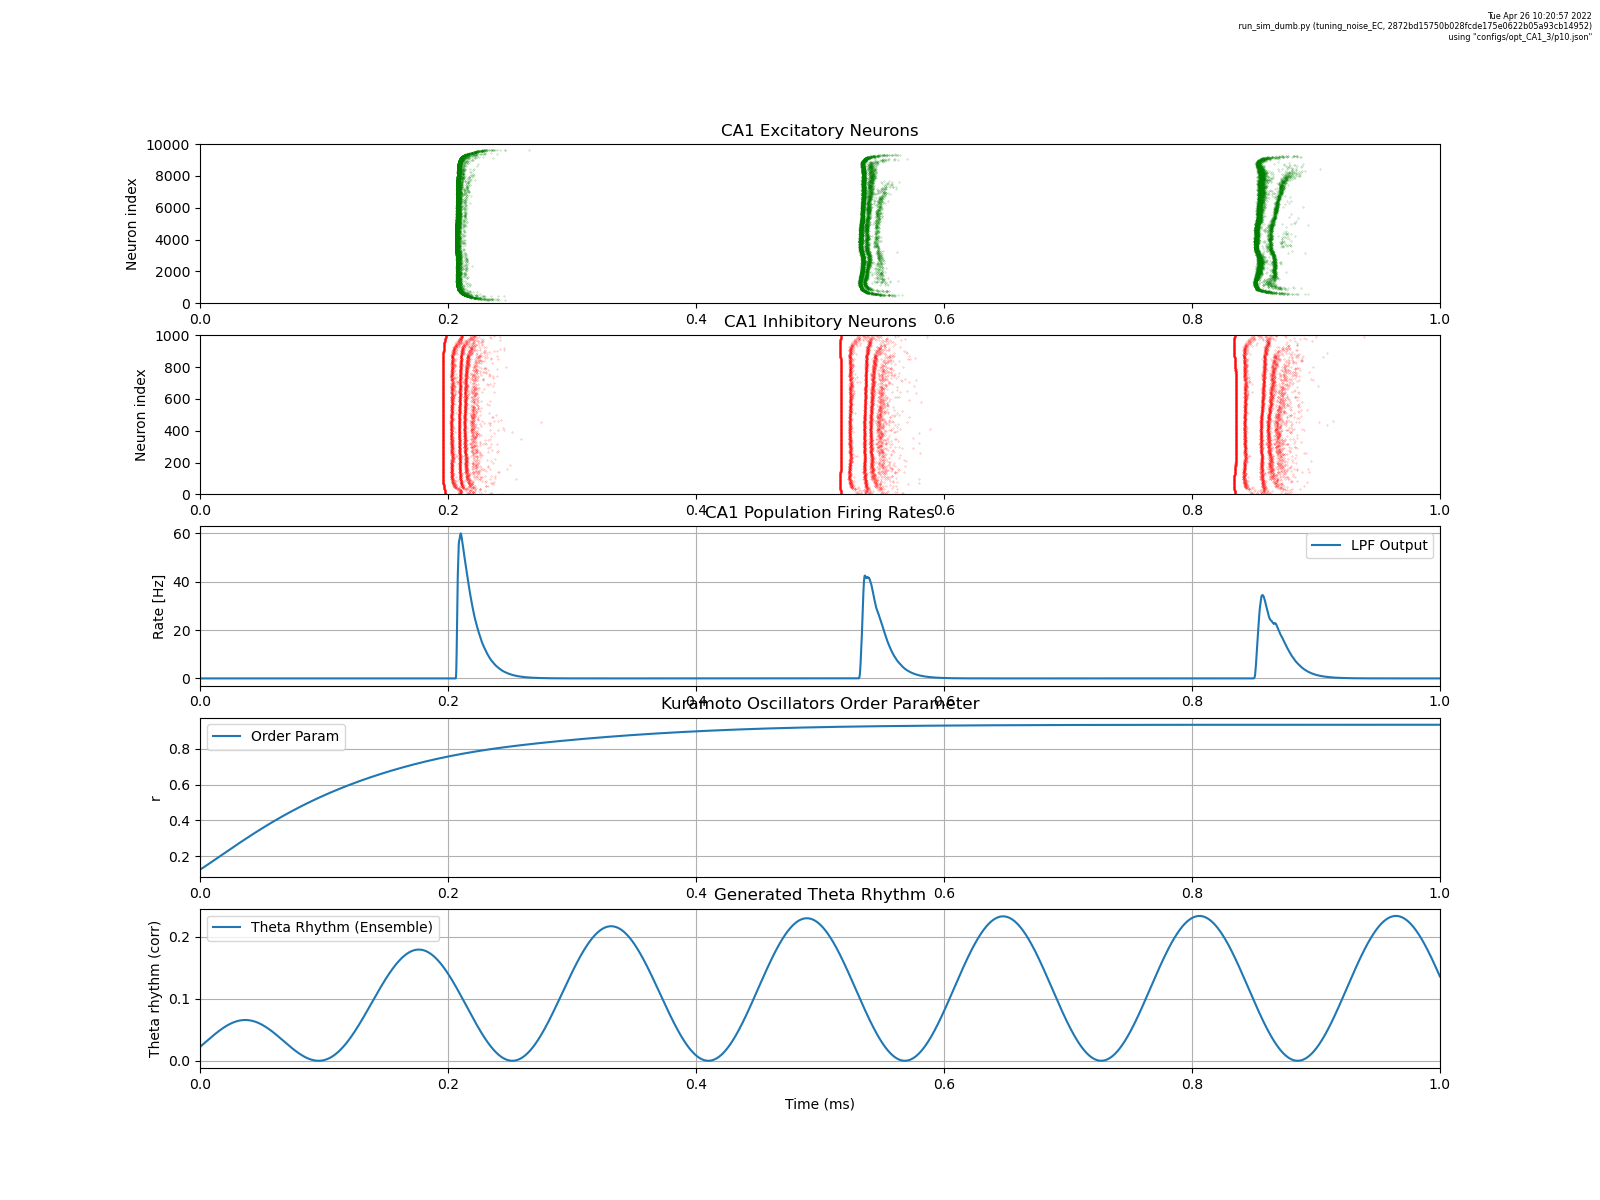 Tue Apr 26 10:20:57 2022
run_sim_dumb.py (tuning_noise_EC, 2872bd15750b028fcde175e0622b05a93cb14952)
using "configs/opt_CA1_3/p10.json"
CA1 Excitatory Neurons
Neuron index
10000
8000
6000
4000
2000
0
0.0 0.2 0.4 0.6 0.8 1.0
CA1 Inhibitory Neurons
Neuron index
1000
800
600
400
200
0
0.0 0.2 0.4 0.6 0.8 1.0
CA1 Population Firing Rates
Rate [Hz]
60
40
20
0
LPF Output
0.0 0.2 0.4 0.6 0.8 1.0
Kuramoto Oscillators Order Parameter
r
0.8
0.6
0.4
0.2
Order Param
0.0 0.2 0.4 0.6 0.8 1.0
Generated Theta Rhythm
Theta rhythm (corr)
0.2
0.1
0.0
Theta Rhythm (Ensemble)
0.0 0.2 0.4 0.6 0.8 1.0
Time (ms)